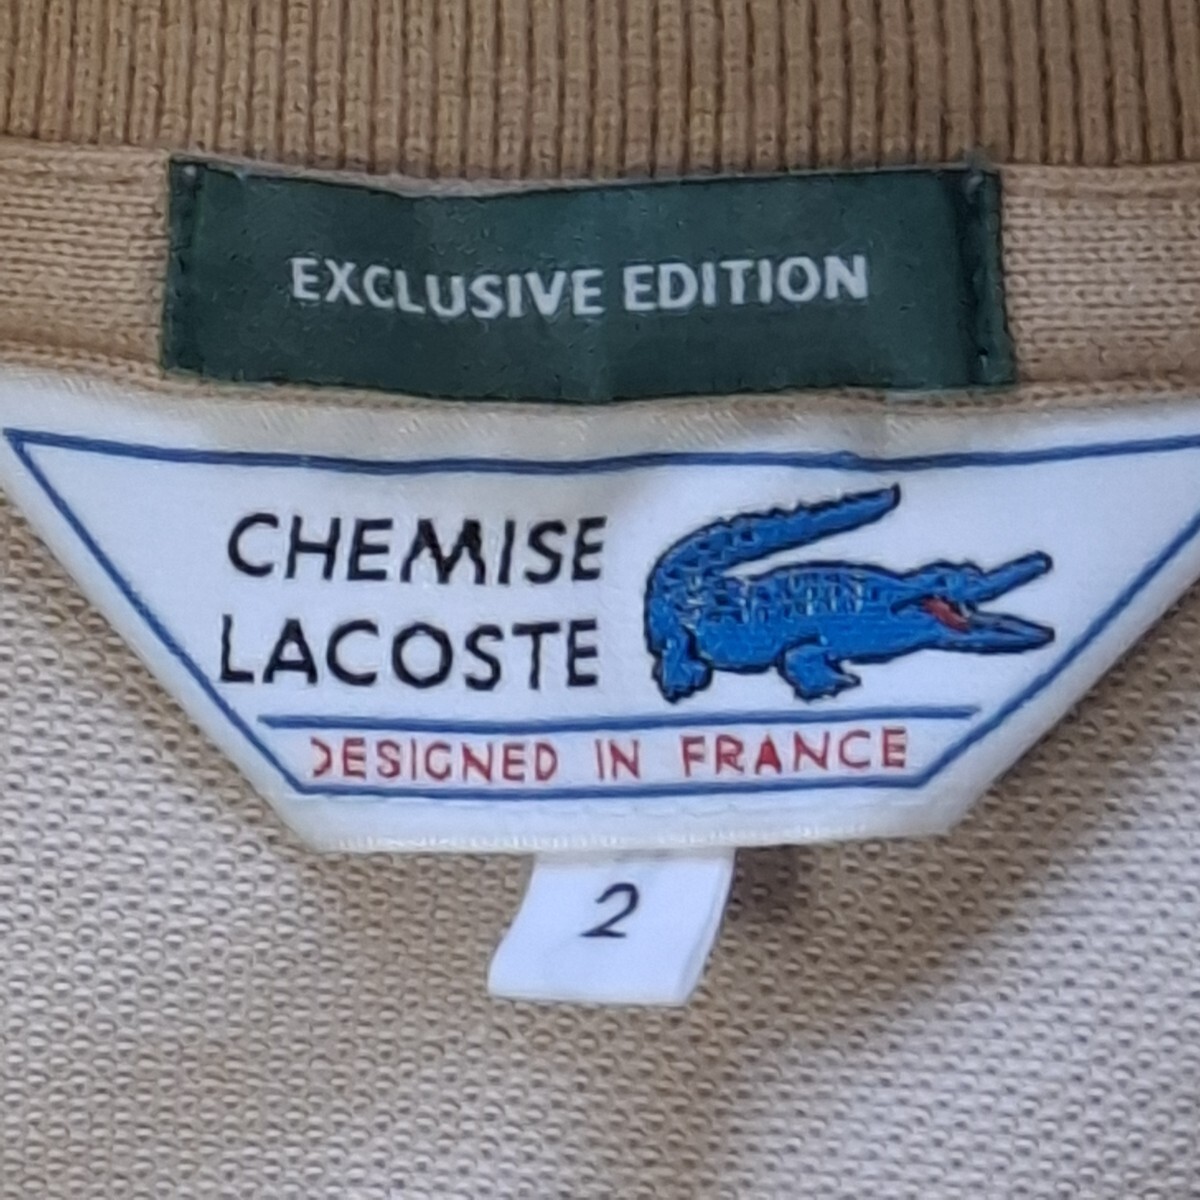 EXCLUSIVE EDITION
CHEMISE
LACOSTE
DESIGNED IN FRANCE
2